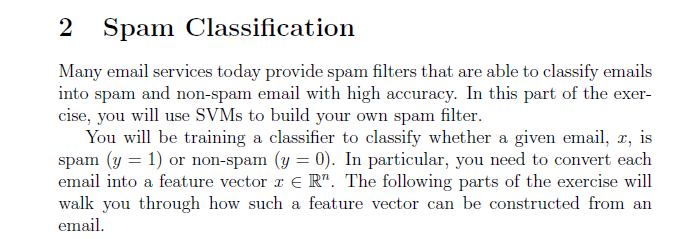 2 Spam Classification
Many email services today provide spam filters that are able to classify emails
into spam and non-spam email with high accuracy. In this part of the exer-
cise, you will use SVMs to build your own spam filter.
You will be training a classifier to classify whether a given email, x, is
spam (y = 1) or non-spam (y = 0). In particular, you need to convert each
email into a feature vector x ∈ ℝⁿ. The following parts of the exercise will
walk you through how such a feature vector can be constructed from an
email.